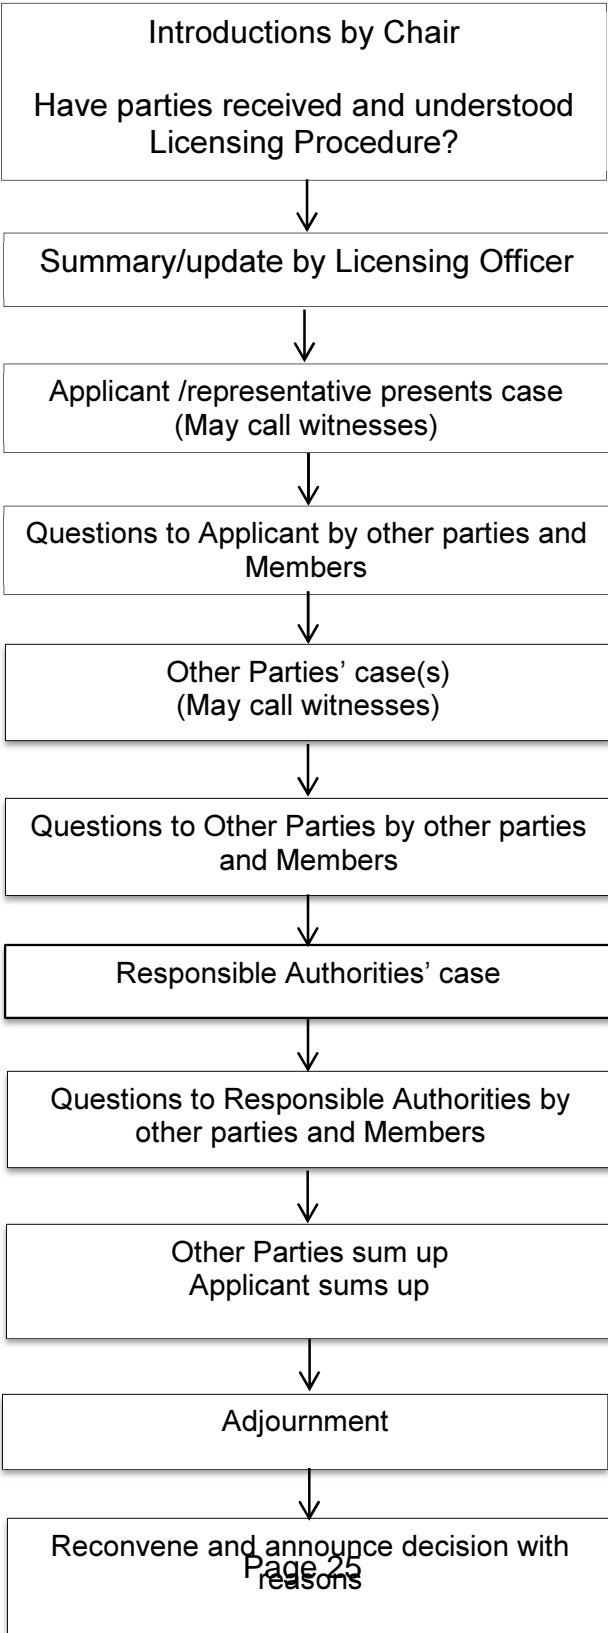 Introductions by Chair
Have parties received and understood
Licensing Procedure?
Summary/update by Licensing Officer
Applicant /representative presents case
(May call witnesses)
Questions to Applicant by other parties and
Members
Other Parties’ case(s)
(May call witnesses)
Questions to Other Parties by other parties
and Members
Responsible Authorities’ case
Questions to Responsible Authorities by
other parties and Members
Other Parties sum up
Applicant sums up
Adjournment
Reconvene and announce decision with
reasons
Page 25